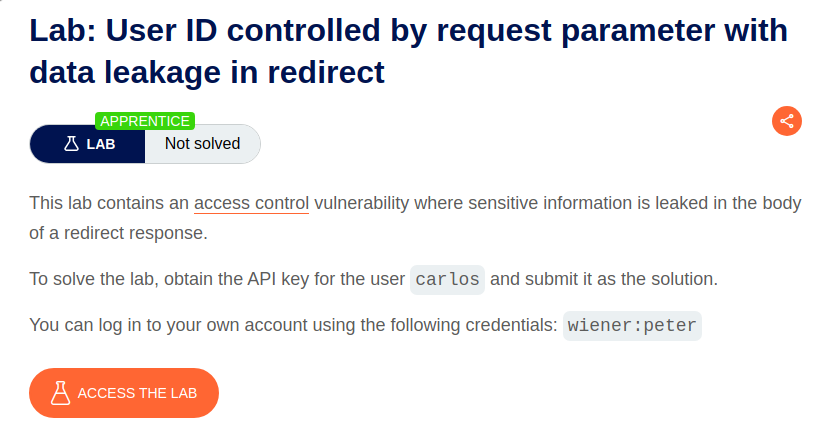 Lab: User ID controlled by request parameter with
data leakage in redirect
APPRENTICE
LAB
Not solved
This lab contains an access control vulnerability where sensitive information is leaked in the body
of a redirect response.
To solve the lab, obtain the API key for the user carlos and submit it as the solution.
You can log in to your own account using the following credentials: wiener:peter
ACCESS THE LAB